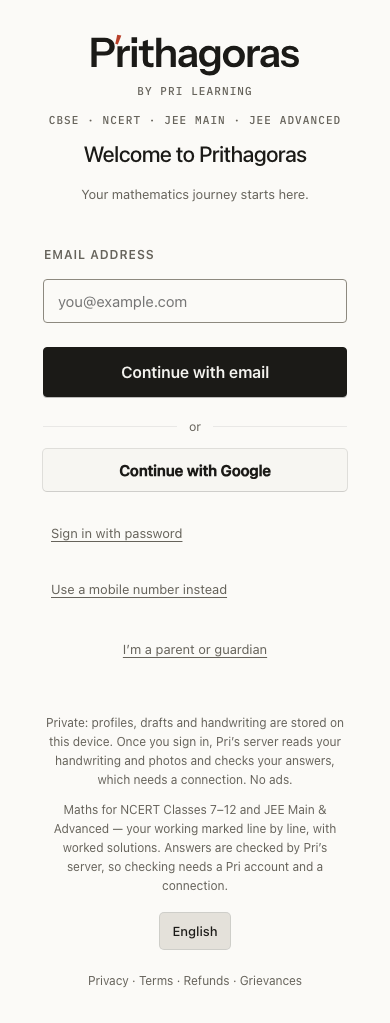 Prithagoras
BY PRI LEARNING
CBSE · NCERT · JEE MAIN · JEE ADVANCED
Welcome to Prithagoras
Your mathematics journey starts here.
EMAIL ADDRESS
you@example.com
Continue with email
or
Continue with Google
Sign in with password
Use a mobile number instead
I’m a parent or guardian
Private: profiles, drafts and handwriting are stored on
this device. Once you sign in, Pri’s server reads your
handwriting and photos and checks your answers,
which needs a connection. No ads.
Maths for NCERT Classes 7–12 and JEE Main &
Advanced — your working marked line by line, with
worked solutions. Answers are checked by Pri’s
server, so checking needs a Pri account and a
connection.
English
Privacy · Terms · Refunds · Grievances